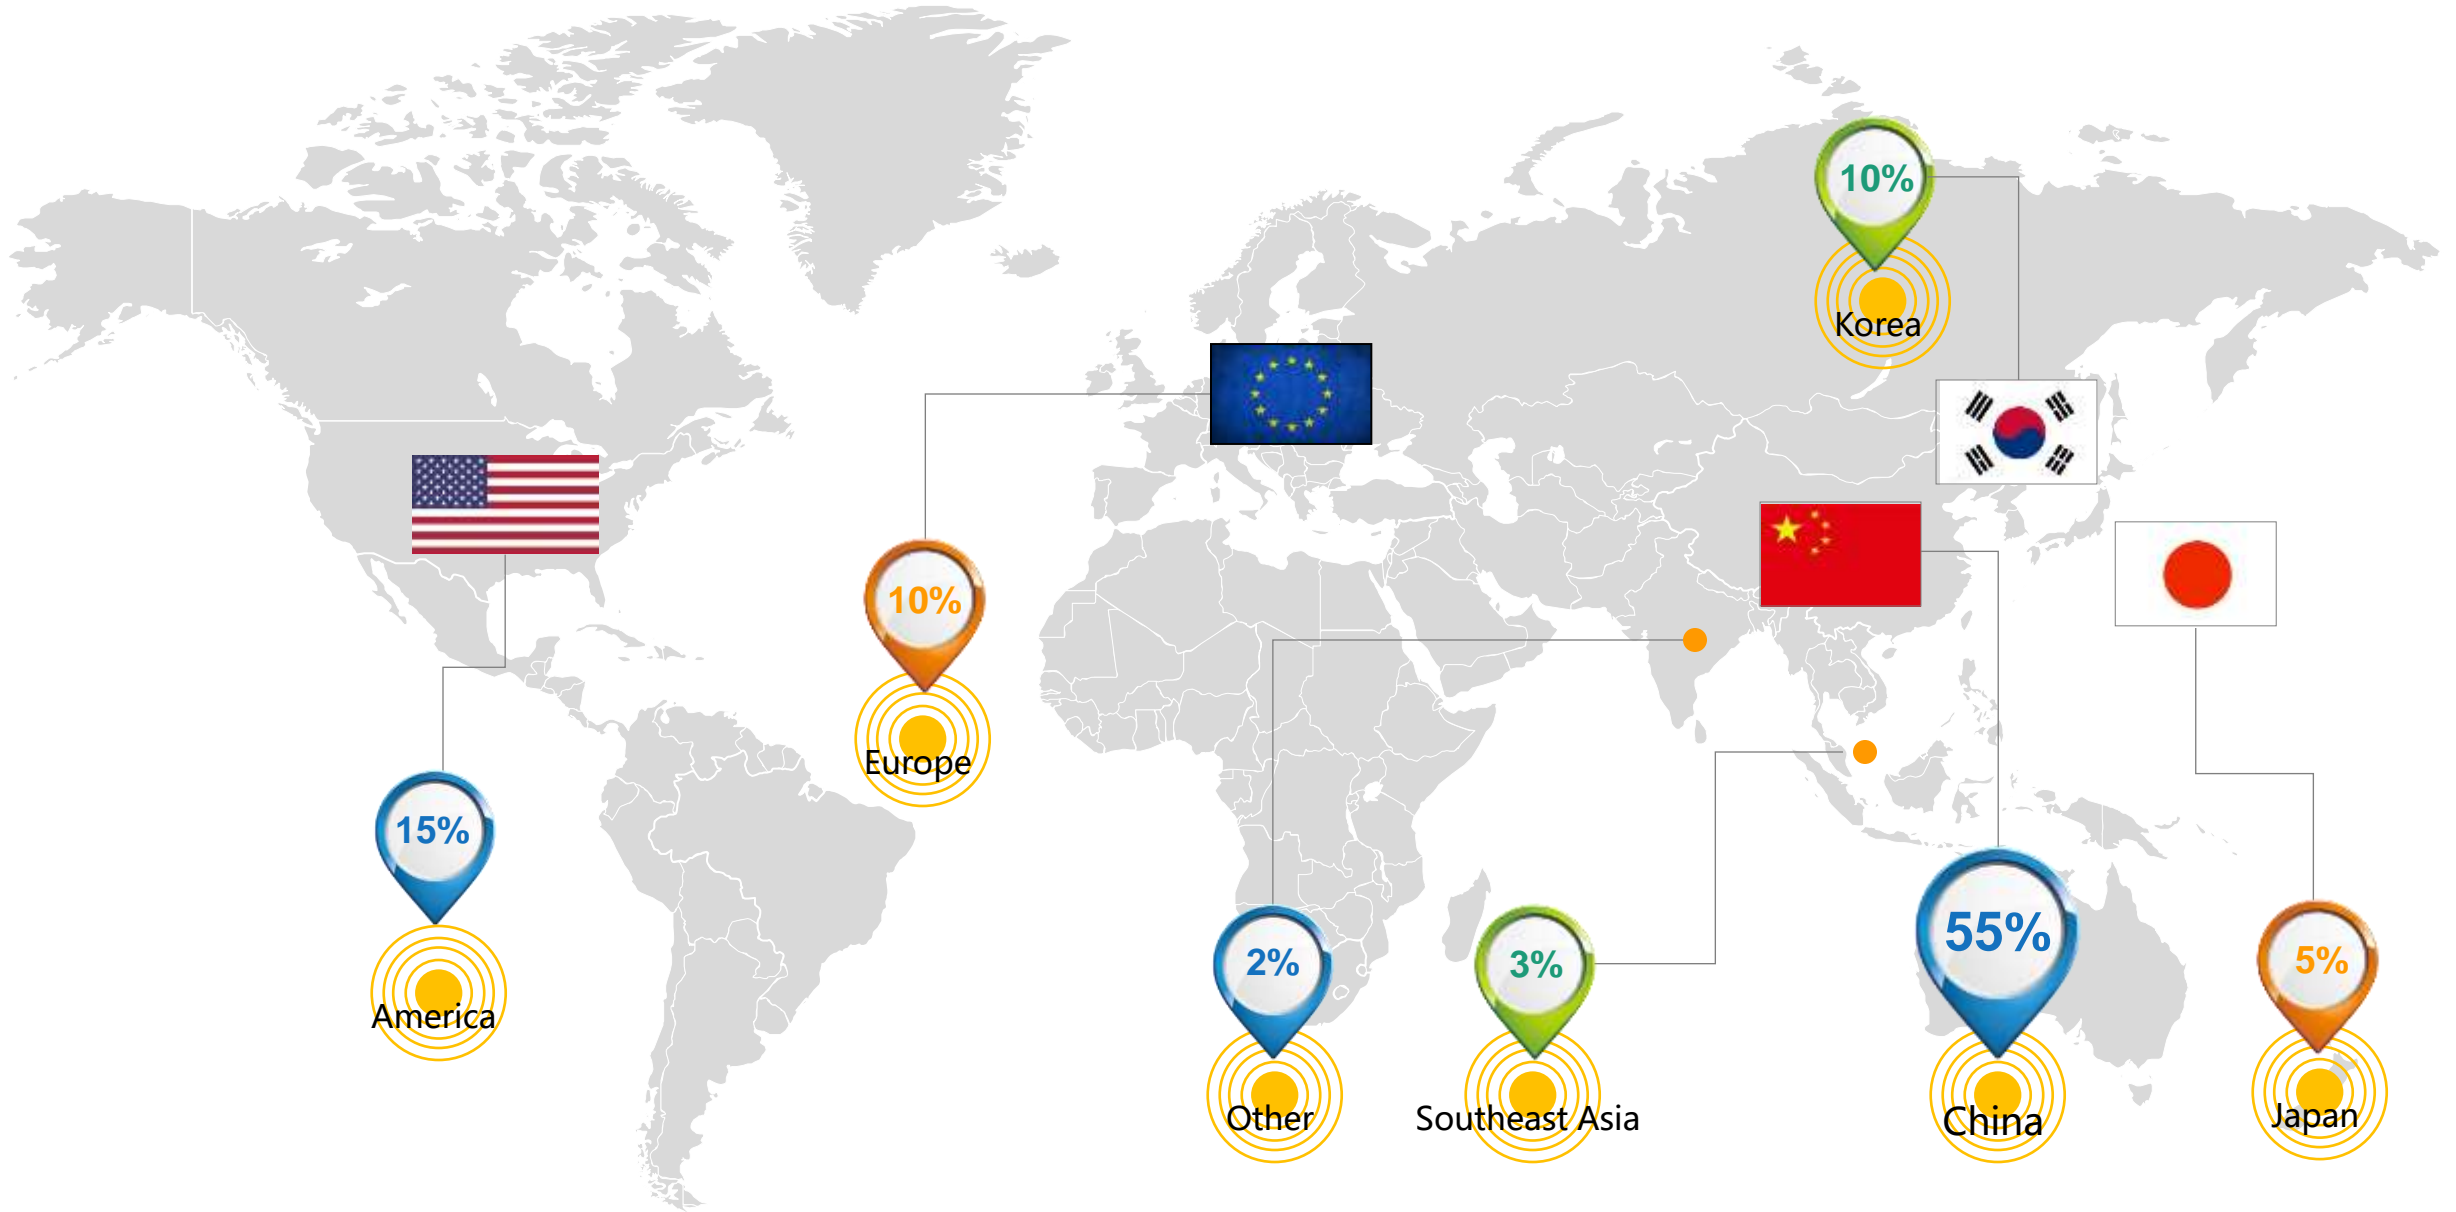 10%
Korea
10%
Europe
15%
America
2%
Other
3%
Southeast Asia
55%
China
5%
Japan